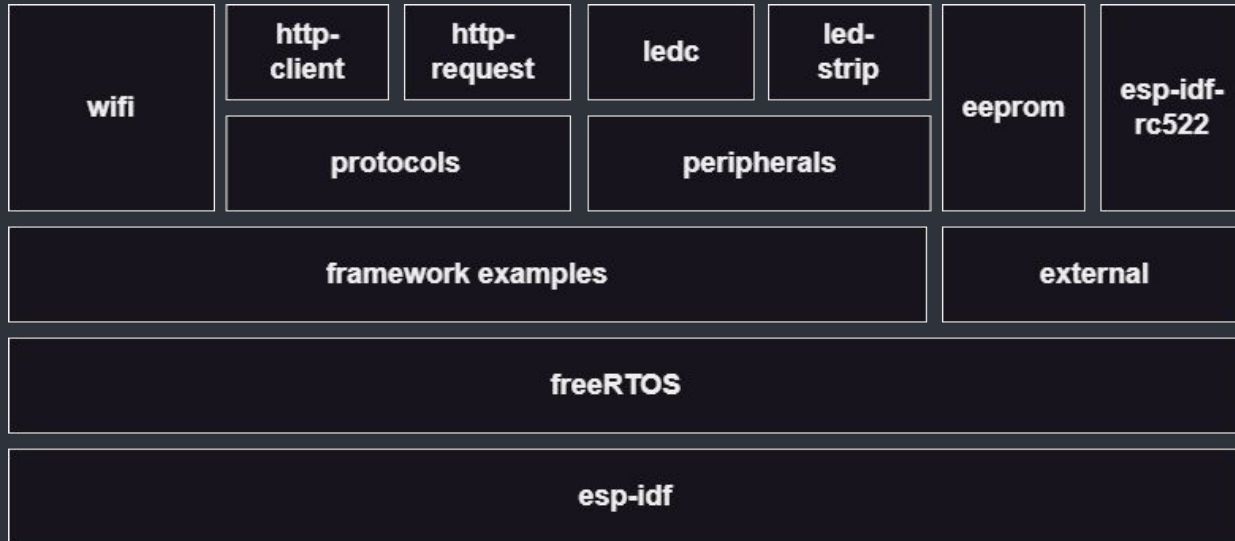 wifi
http-
client
http-
request
ledc
led-
strip
eeprom
esp-idf-
rc522
protocols
peripherals
framework examples
external
freeRTOS
esp-idf